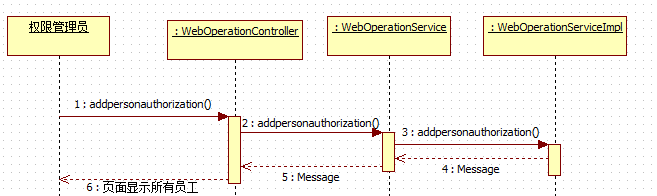 权限管理员
: WebOperationController
: WebOperationService
: WebOperationServiceImpl
1 : addpersonauthorization()
2 : addpersonauthorization()
3 : addpersonauthorization()
4 : Message
5 : Message
6 : 页面显示所有员工